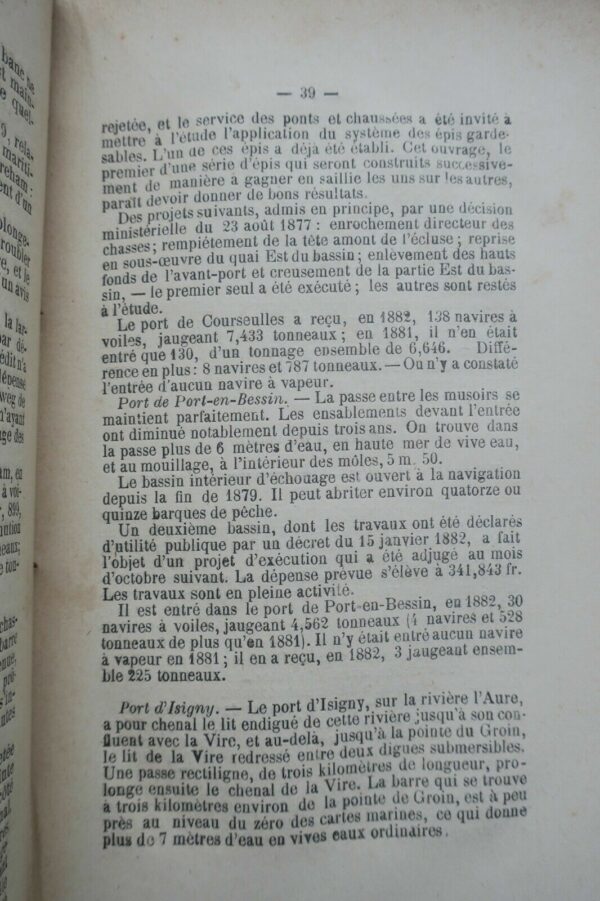 — 39 —
rejetée, et le service des ponts et chaussées a été invité à
mettre à l'étude l'application du système des épis garde-
sables. L'un de ces épis a déjà été établi. Cet ouvrage, le
premier d'une série d'épis qui seront construits successive-
ment de manière à gagner en saillie les uns sur les autres,
paraît devoir donner de bons résultats.
Des projets suivants, admis en principe, par une décision
ministérielle du 23 août 1877 : enrochement directeur des
chasses; rempiétement de la tête amont de l'écluse ; reprise
en sous-œuvre du quai Est du bassin ; enlèvement des hauts
fonds de l'avant-port et creusement de la partie Est du bas-
sin, — le premier seul a été exécuté ; les autres sont restés
à l'étude.
Le port de Courseulles a reçu, en 1882, 138 navires à
voiles, jaugeant 7,433 tonneaux ; en 1881, il n'en était
entré que 130, d'un tonnage ensemble de 6,646. Diffé-
rence en plus : 8 navires et 787 tonneaux. — On n'y a constaté
l'entrée d'aucun navire à vapeur.
Port de Port-en-Bessin. — La passe entre les musoirs se
maintient parfaitement. Les ensablements devant l'entrée
ont diminué notablement depuis trois ans. On trouve dans
la passe plus de 6 mètres d'eau, en haute mer de vive eau,
et au mouillage, à l'intérieur des môles, 5 m. 50.
Le bassin intérieur d'échouage est ouvert à la navigation
depuis la fin de 1879. Il peut abriter environ quatorze ou
quinze barques de pêche.
Un deuxième bassin, dont les travaux ont été déclarés
d'utilité publique par un décret du 15 janvier 1882, a fait
l'objet d'un projet d'exécution qui a été adjugé au mois
d'octobre suivant. La dépense prévue s'élève à 341,843 fr.
Les travaux sont en pleine activité.
Il est entré dans le port de Port-en-Bessin, en 1882, 30
navires à voiles, jaugeant 4,562 tonneaux (4 navires et 528
tonneaux de plus qu'en 1881). Il n'y était entré aucun navire
à vapeur en 1881 ; il en a reçu, en 1882, 3 jaugeant ensem-
ble 225 tonneaux.
Port d'Isigny. — Le port d'Isigny, sur la rivière l'Aure,
a pour chenal le lit endigué de cette rivière jusqu'à son con-
fluent avec la Vire, et au-delà, jusqu'à la pointe du Groin,
le lit de la Vire redressé entre deux digues submersibles.
Une passe rectiligne, de trois kilomètres de longueur, pro-
longe ensuite le chenal de la Vire. La barre qui se trouve
à trois kilomètres environ de la pointe de Groin, est à peu
près au niveau du zéro des cartes marines, ce qui donne
plus de 7 mètres d'eau en vives eaux ordinaires.